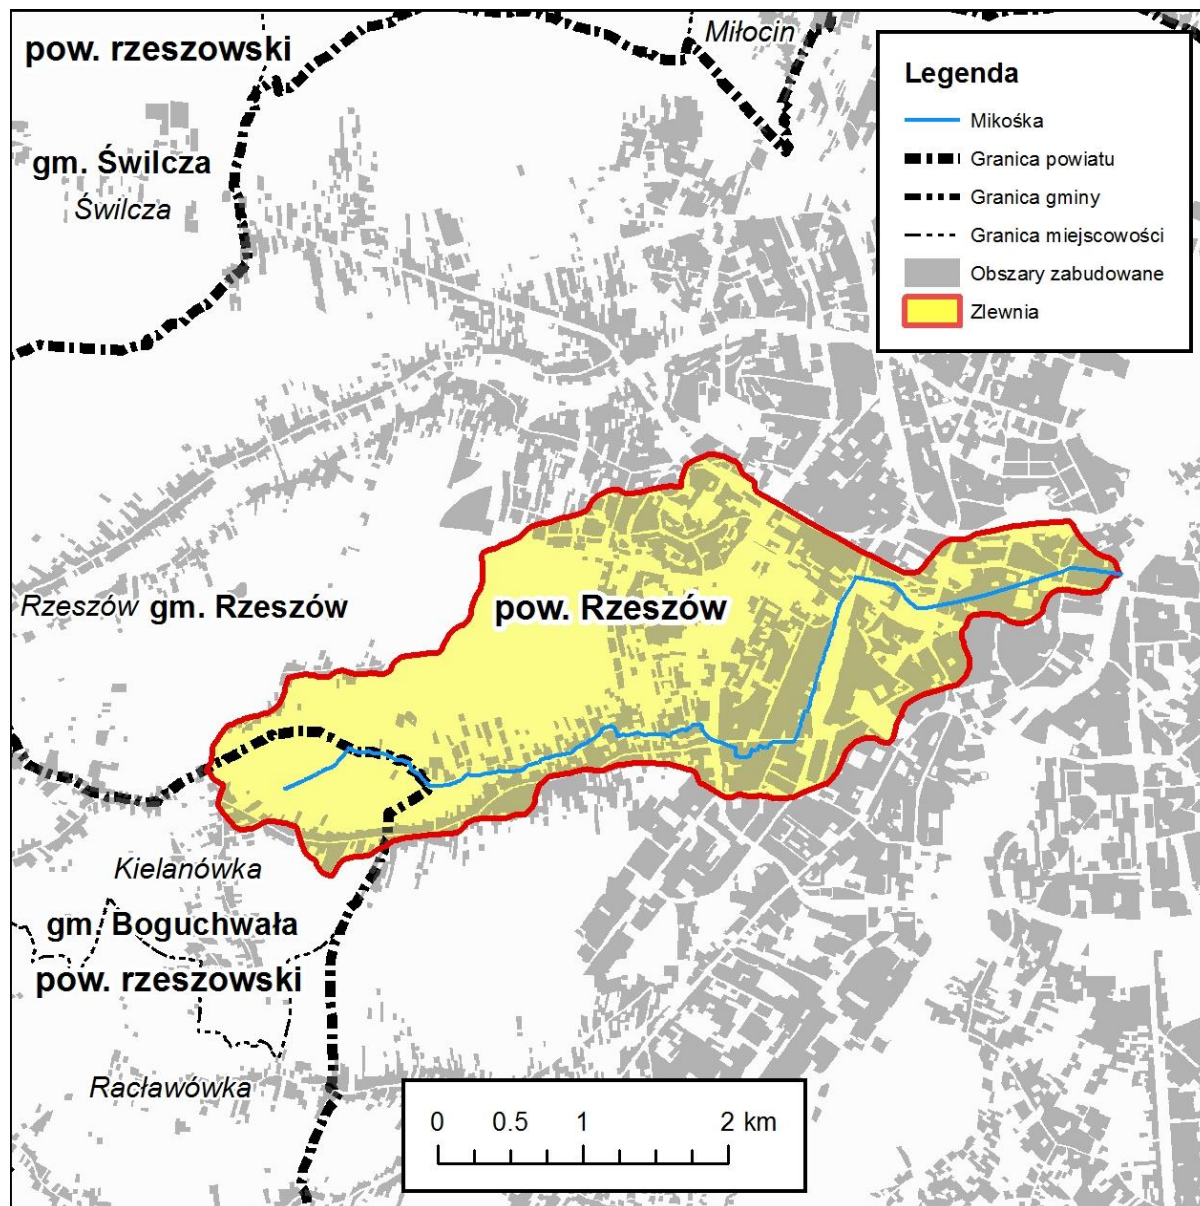 pow. rzeszowski
Miłocin
gm. Świlcza
Świlcza
Legenda
Mikośka
Granica powiatu
Granica gminy
Granica miejscowości
Obszary zabudowane
Zlewnia
Rzeszów gm. Rzeszów
pow. Rzeszów
Kielanówka
gm. Boguchwała
pow. rzeszowski
Racławówka
0 0.5 1 2 km